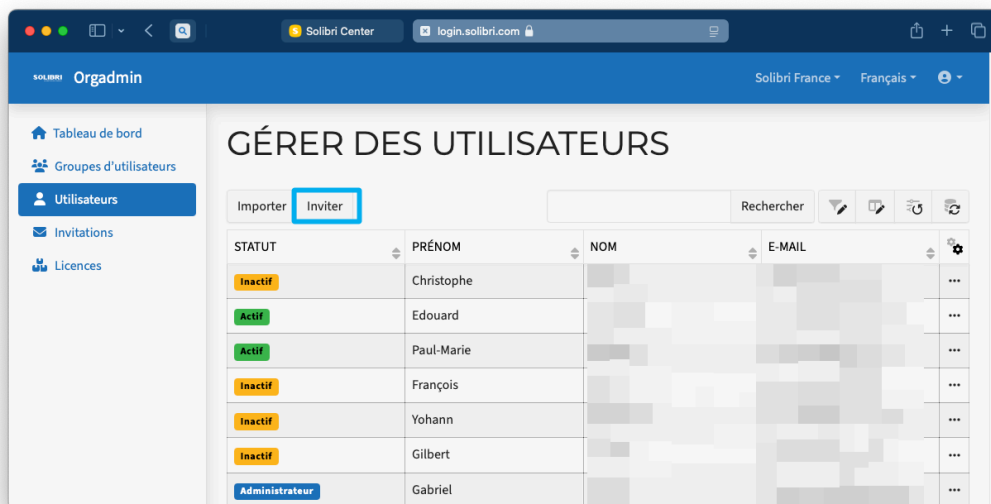 Solibri Center
login.solibri.com
SOLIBRI Orgadmin
Solibri France
Français
Tableau de bord
Groupes d'utilisateurs
Utilisateurs
Invitations
Licences
GÉRER DES UTILISATEURS
Importer
Inviter
Rechercher
STATUT PRÉNOM NOM E-MAIL
Inactif Christophe
Actif Edouard
Actif Paul-Marie
Inactif François
Inactif Yohann
Inactif Gilbert
Administrateur Gabriel